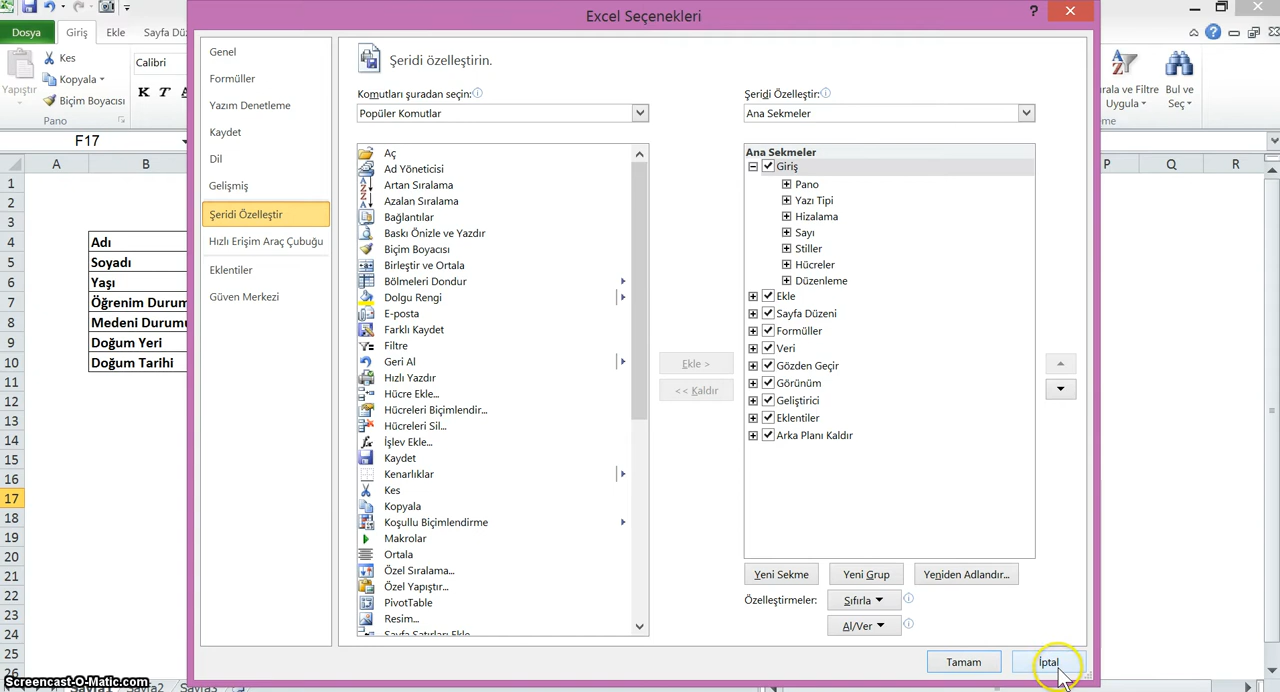 Excel Seçenekleri
?
Dosya
Giriş
Ekle
Sayfa Dü
Yapıştır
Kes
Kopyala
Biçim Boyacısı
Pano
Calibri
K T A
rala ve Filtre
Uygula
Bul ve
Seç
me
F17
A B P Q R
1
2
3
4 Adı
5 Soyadı
6 Yaşı
7 Öğrenim Durum
8 Medeni Durumu
9 Doğum Yeri
10 Doğum Tarihi
11
12
13
14
15
16
17
18
19
20
21
22
23
24
25
26
Genel
Formüller
Yazım Denetleme
Kaydet
Dil
Gelişmiş
Şeridi Özelleştir
Hızlı Erişim Araç Çubuğu
Eklentiler
Güven Merkezi
Şeridi özelleştirin.
Komutları şuradan seçin:
Popüler Komutlar
Aç
Ad Yöneticisi
Artan Sıralama
Azalan Sıralama
Bağlantılar
Baskı Önizle ve Yazdır
Biçim Boyacısı
Birleştir ve Ortala
Bölmeleri Dondur
Dolgu Rengi
E-posta
Farklı Kaydet
Filtre
Geri Al
Hızlı Yazdır
Hücre Ekle...
Hücreleri Biçimlendir...
Hücreleri Sil...
İşlev Ekle...
Kaydet
Kenarlıklar
Kes
Kopyala
Koşullu Biçimlendirme
Makrolar
Ortala
Özel Sıralama...
Özel Yapıştır...
PivotTable
Resim...
Sayfa Satırları Ekle
Ekle >
<< Kaldır
Şeridi Özelleştir:
Ana Sekmeler
Ana Sekmeler
Giriş
Pano
Yazı Tipi
Hizalama
Sayı
Stiller
Hücreler
Düzenleme
Ekle
Sayfa Düzeni
Formüller
Veri
Gözden Geçir
Görünüm
Geliştirici
Eklentiler
Arka Planı Kaldır
Yeni Sekme
Yeni Grup
Yeniden Adlandır...
Özelleştirmeler:
Sıfırla
Al/Ver
Tamam
İptal
Sayfa1 Sayfa2 Sayfa3
Screencast-O-Matic.com